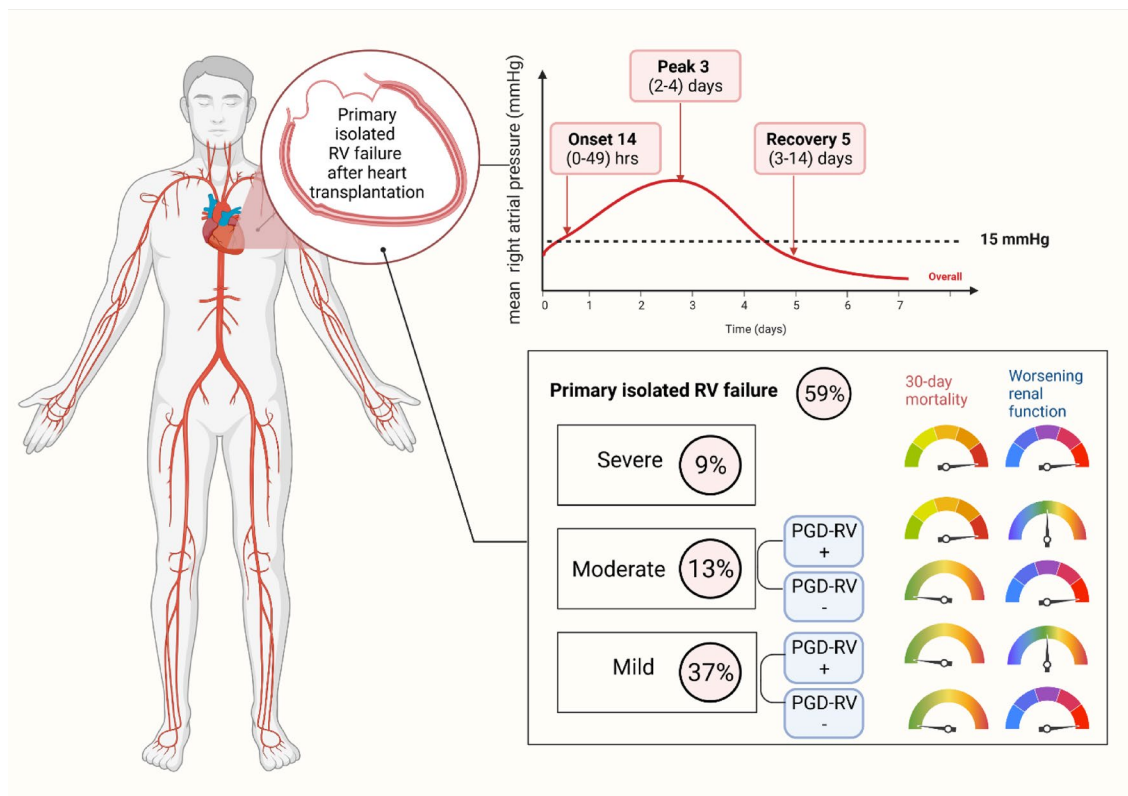 Primary
isolated
RV failure
after heart
transplantation
mean right atrial pressure (mmHg)
Onset 14
(0-49) hrs
Peak 3
(2-4) days
Recovery 5
(3-14) days
15 mmHg
Overall
0 1 2 3 4 5 6 7
Time (days)
Primary isolated RV failure 59%
30-day
mortality
Worsening
renal
function
Severe 9%
Moderate 13%
PGD-RV
+
PGD-RV
-
Mild 37%
PGD-RV
+
PGD-RV
-